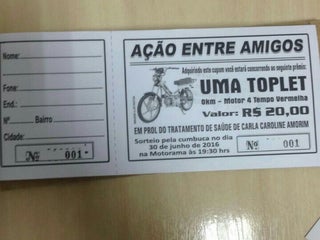 Nome:
Fone:
End.:
Nº Bairro
Cidade:
Nº 001
AÇÃO ENTRE AMIGOS
Adquirindo este cupom você estará concorrendo ao seguinte prêmio:
UMA TOPLET
0km - Motor 4 Tempo Vermelha
Valor: R$ 20,00
EM PROL DO TRATAMENTO DE SAÚDE DE CARLA CAROLINE AMORIM
Sorteio pela cumbuca no dia
30 de junho de 2016
na Motorama às 19:30 hrs
Nº 001